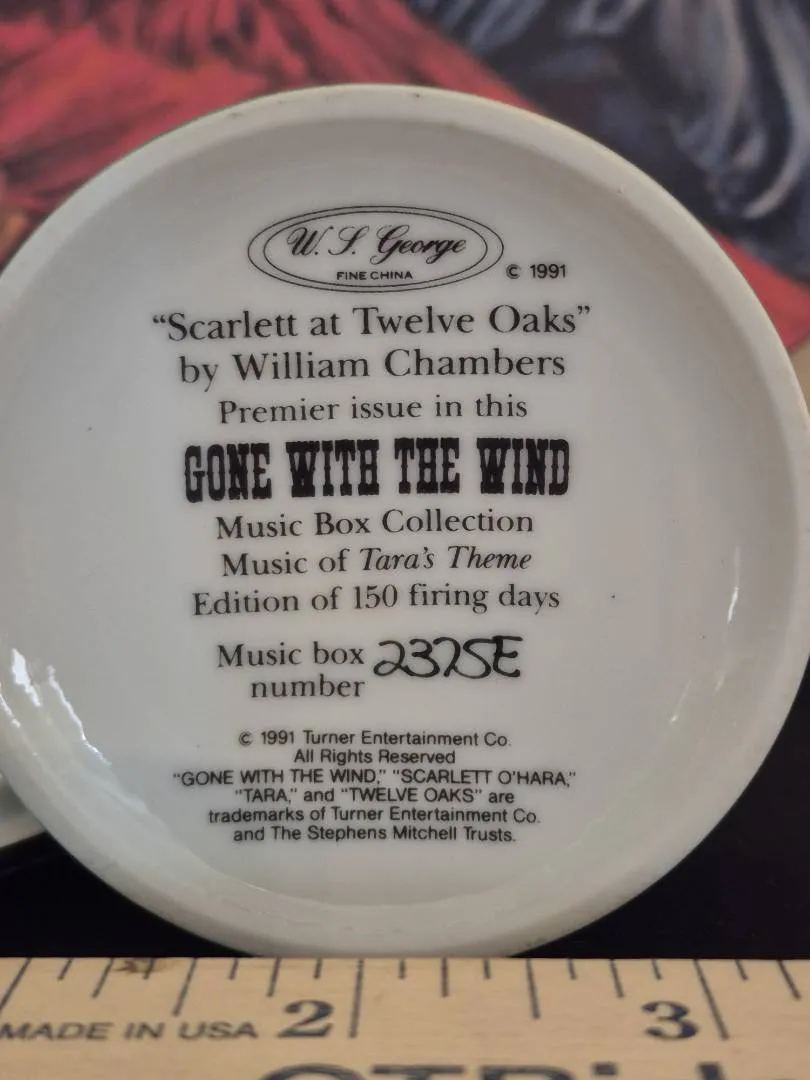 W. S. George
FINE CHINA
© 1991
“Scarlett at Twelve Oaks”
by William Chambers
Premier issue in this
GONE WITH THE WIND
Music Box Collection
Music of Tara's Theme
Edition of 150 firing days
Music box 2325E
number
© 1991 Turner Entertainment Co.
All Rights Reserved
“GONE WITH THE WIND,” “SCARLETT O'HARA,”
“TARA,” and “TWELVE OAKS” are
trademarks of Turner Entertainment Co.
and The Stephens Mitchell Trusts.
MADE IN USA 2 3